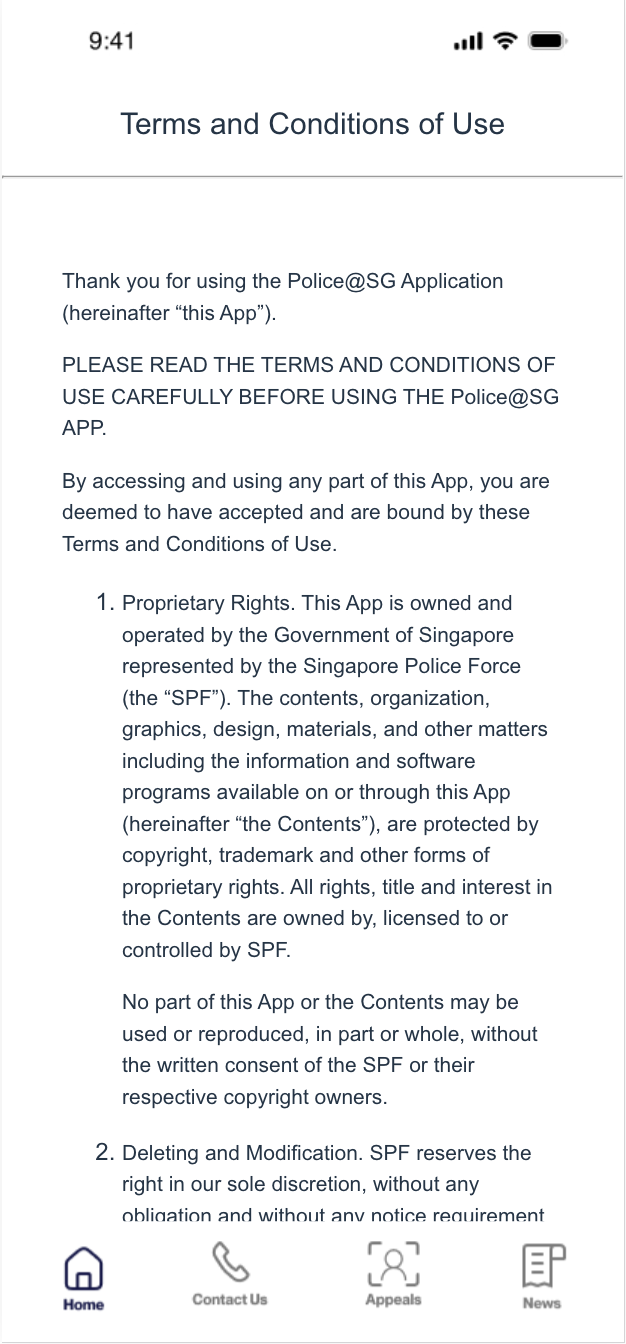 9:41
Terms and Conditions of Use
Thank you for using the Police@SG Application
(hereinafter “this App”).
PLEASE READ THE TERMS AND CONDITIONS OF
USE CAREFULLY BEFORE USING THE Police@SG
APP.
By accessing and using any part of this App, you are
deemed to have accepted and are bound by these
Terms and Conditions of Use.
1. Proprietary Rights. This App is owned and
operated by the Government of Singapore
represented by the Singapore Police Force
(the “SPF”). The contents, organization,
graphics, design, materials, and other matters
including the information and software
programs available on or through this App
(hereinafter “the Contents”), are protected by
copyright, trademark and other forms of
proprietary rights. All rights, title and interest in
the Contents are owned by, licensed to or
controlled by SPF.
No part of this App or the Contents may be
used or reproduced, in part or whole, without
the written consent of the SPF or their
respective copyright owners.
2. Deleting and Modification. SPF reserves the
right in our sole discretion, without any
obligation and without any notice requirement
Home
Contact Us
Appeals
News